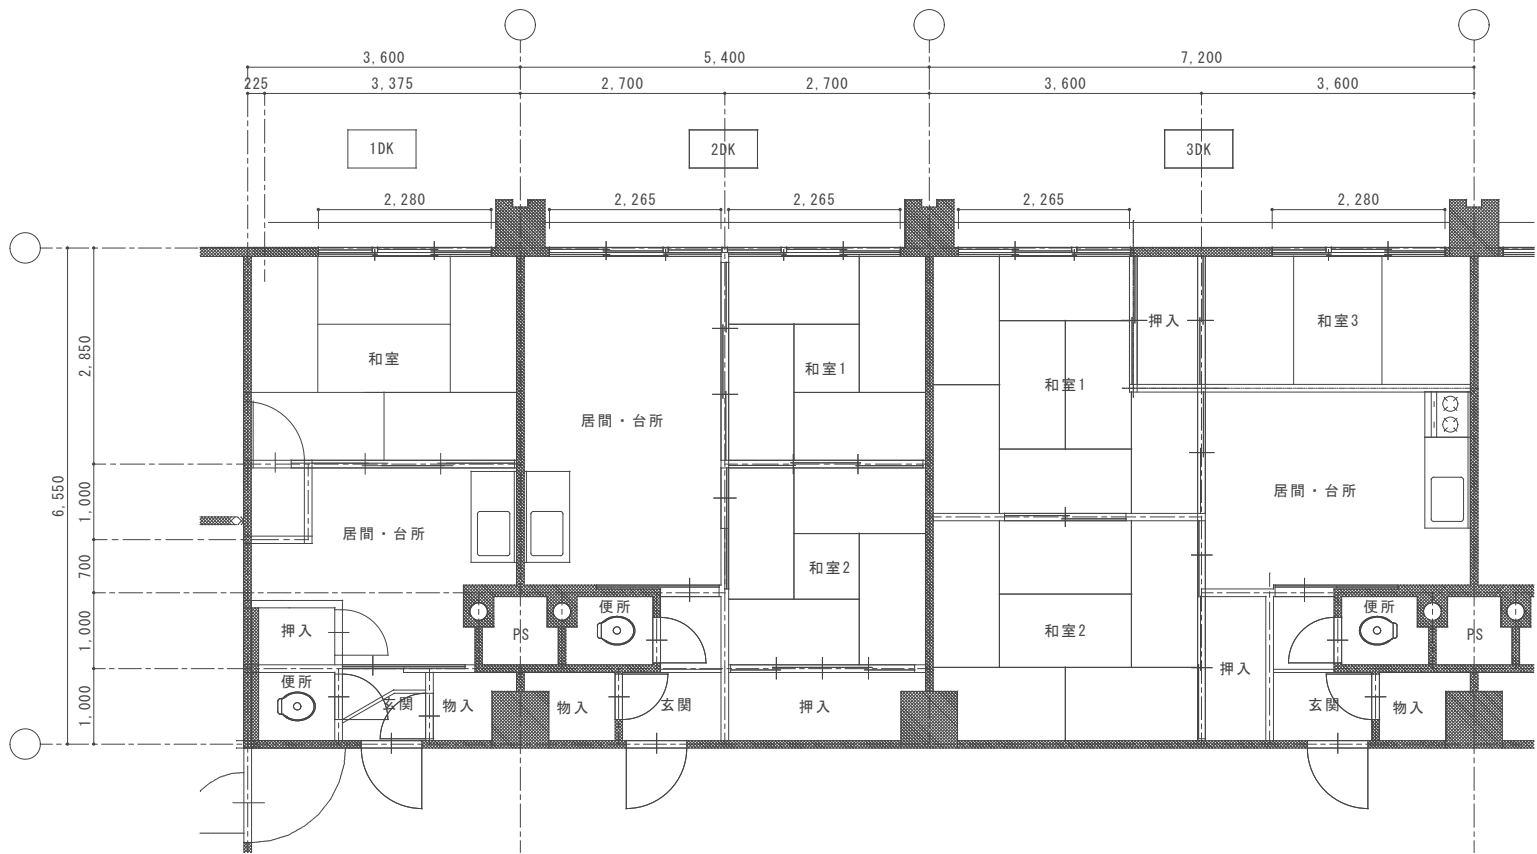 3,600
5,400
7,200
225
3,375
2,700
2,700
3,600
3,600
1DK
2DK
3DK
2,280
2,265
2,265
2,265
2,280
6,550
2,850
1,000
700
1,000
1,000
和室
居間・台所
押入
便所
玄関
物入
PS
居間・台所
和室1
和室2
便所
物入
玄関
押入
和室1
押入
和室3
居間・台所
和室2
押入
便所
PS
玄関
物入